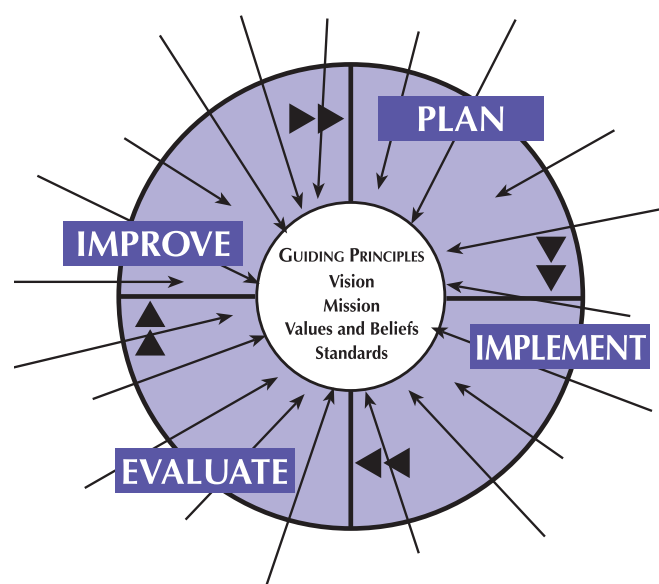 PLAN
IMPROVE
GUIDING PRINCIPLES
Vision
Mission
Values and Beliefs
Standards
IMPLEMENT
EVALUATE